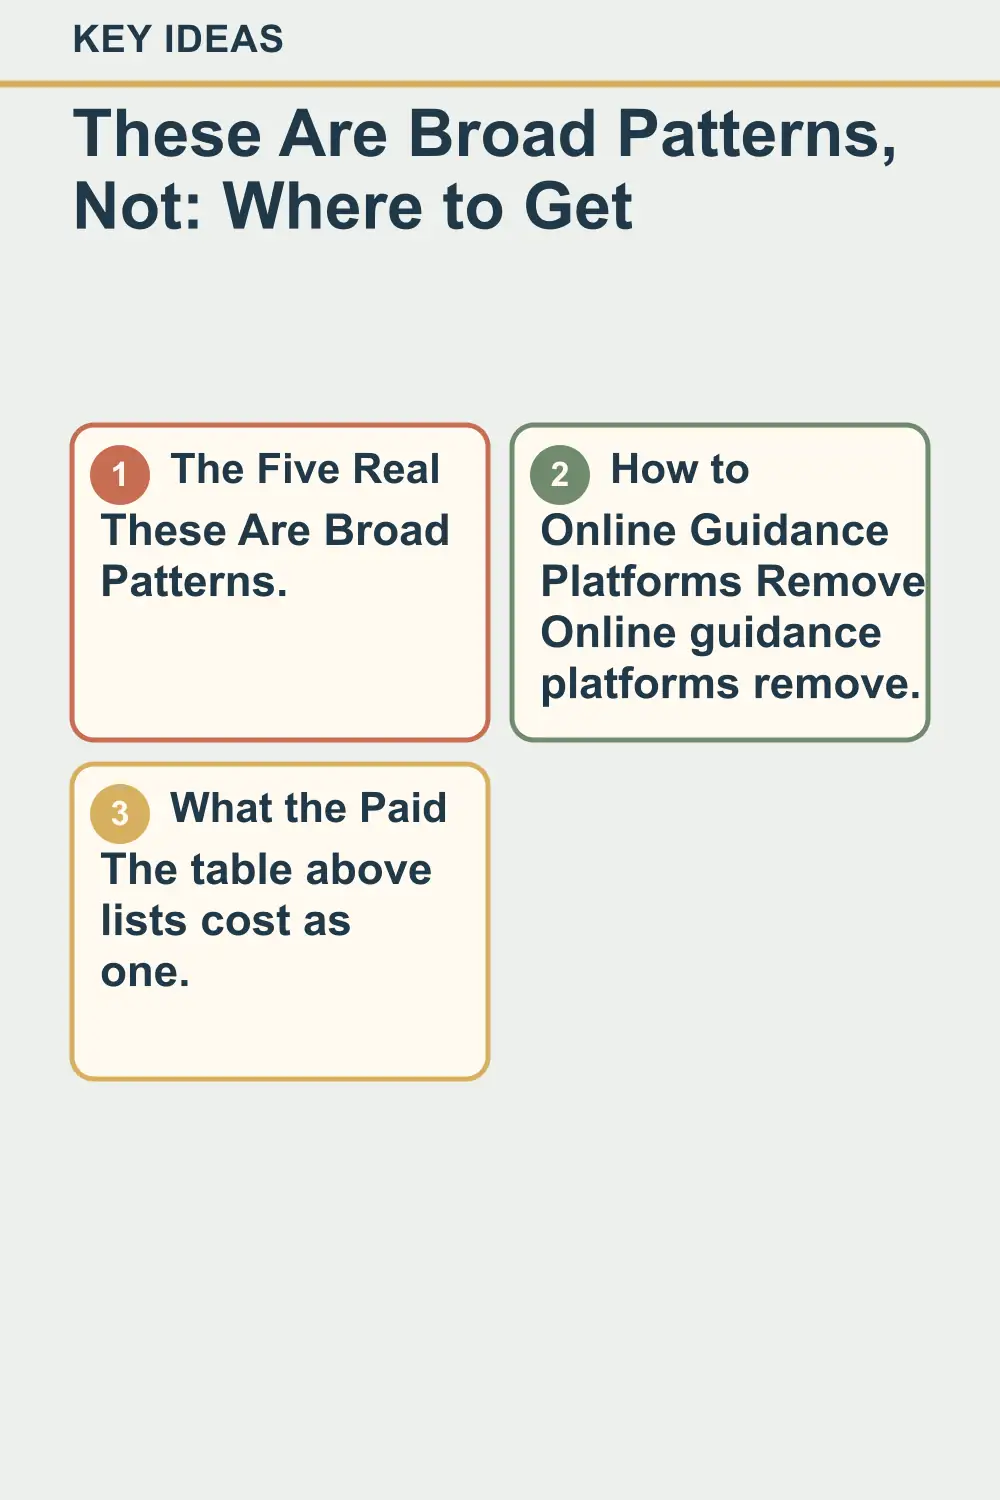 KEY IDEAS
These Are Broad Patterns,
Not: Where to Get
1 The Five Real
These Are Broad
Patterns.
2 How to
Online Guidance
Platforms Remove
Online guidance
platforms remove.
3 What the Paid
The table above
lists cost as
one.